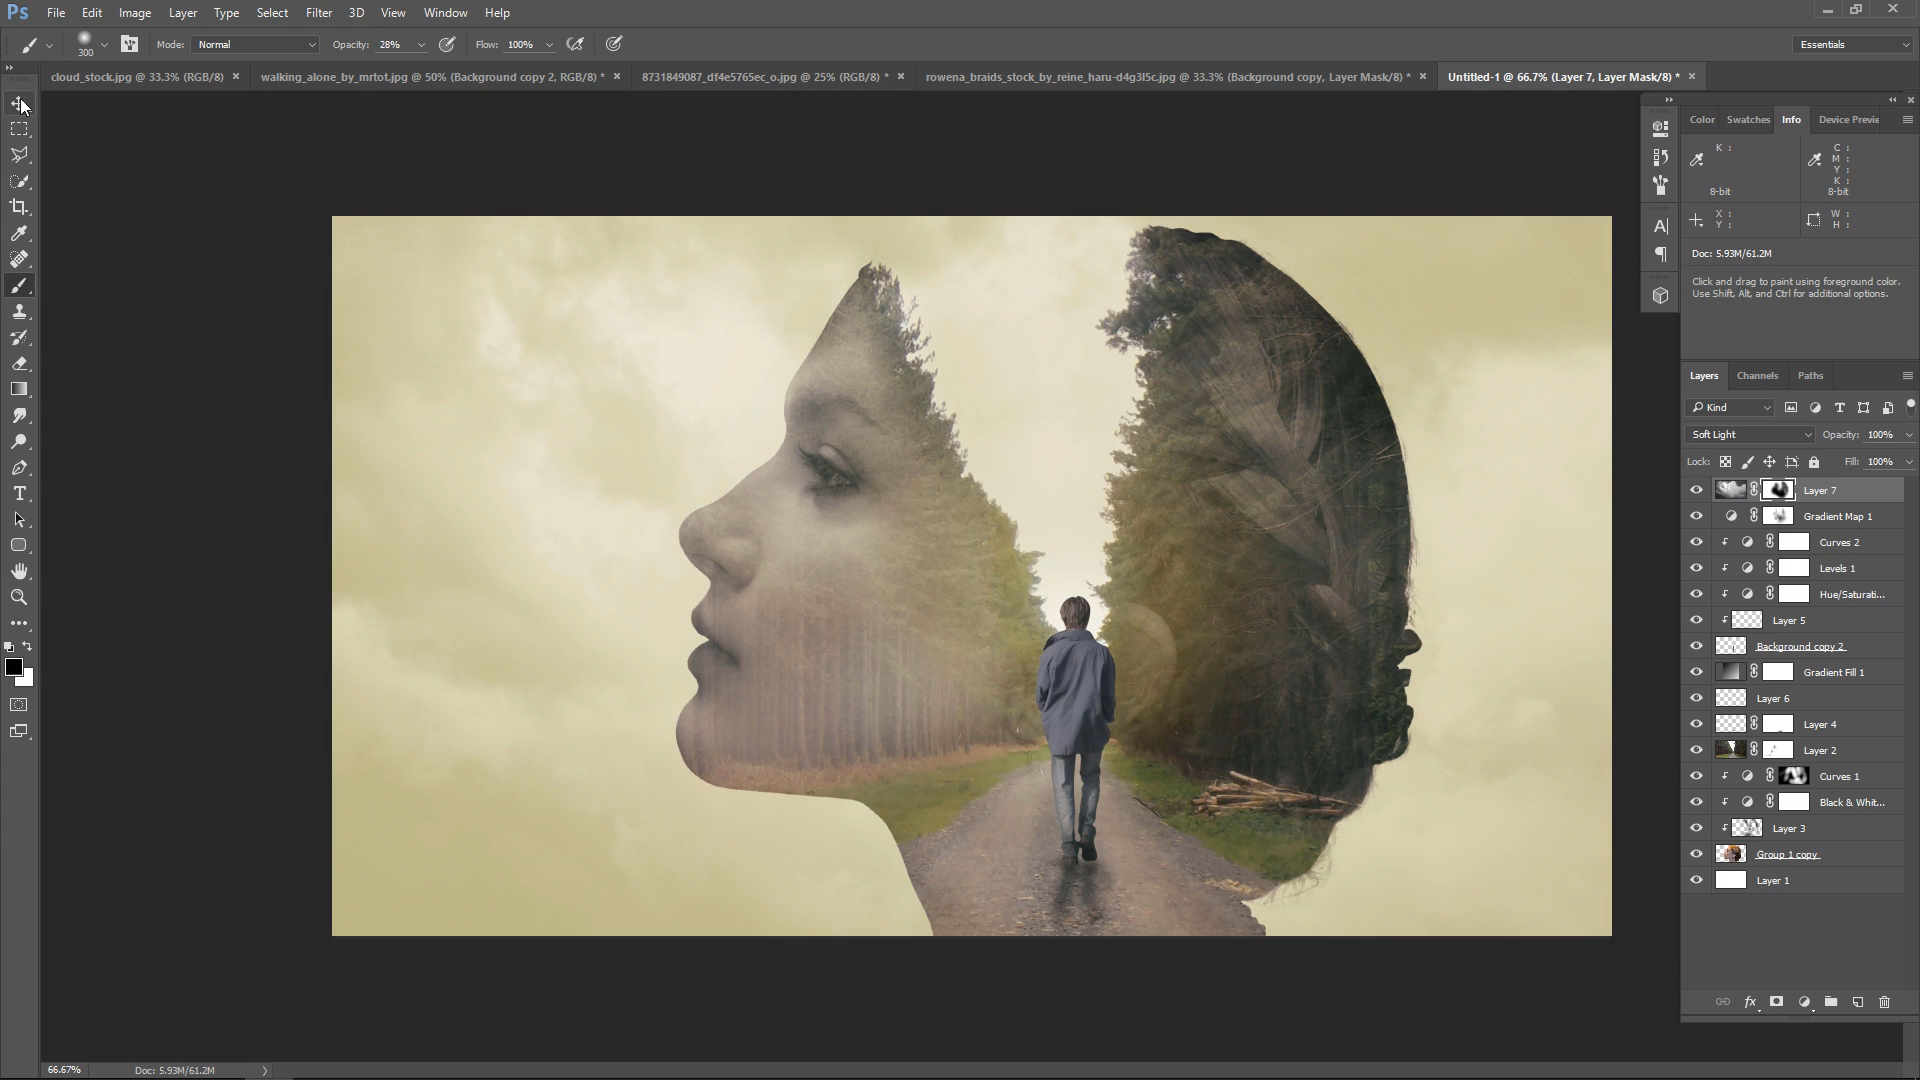 Ps File Edit Image Layer Type Select Filter 3D View Window Help
300 Mode: Normal Opacity: 28% Flow: 100% Essentials
cloud_stock.jpg @ 33.3% (RGB/8) walking_alone_by_mrtot.jpg @ 50% (Background copy 2, RGB/8) * 8731849087_df4e5765ec_o.jpg @ 25% (RGB/8) * rowena_braids_stock_by_reine_haru-d4g3l5c.jpg @ 33.3% (Background copy, Layer Mask/8) * Untitled-1 @ 66.7% (Layer 7, Layer Mask/8) *
Color Swatches Info Device Previe
K : C :
M :
Y :
K :
8-bit 8-bit
X : W :
Y : H :
Doc: 5.93M/61.2M
Click and drag to paint using foreground color.
Use Shift, Alt, and Ctrl for additional options.
Layers Channels Paths
Kind
Soft Light Opacity: 100%
Lock: Fill: 100%
Layer 7
Gradient Map 1
Curves 2
Levels 1
Hue/Saturati...
Layer 5
Background copy 2
Gradient Fill 1
Layer 6
Layer 4
Layer 2
Curves 1
Black & Whit...
Layer 3
Group 1 copy
Layer 1
fx
66.67% Doc: 5.93M/61.2M